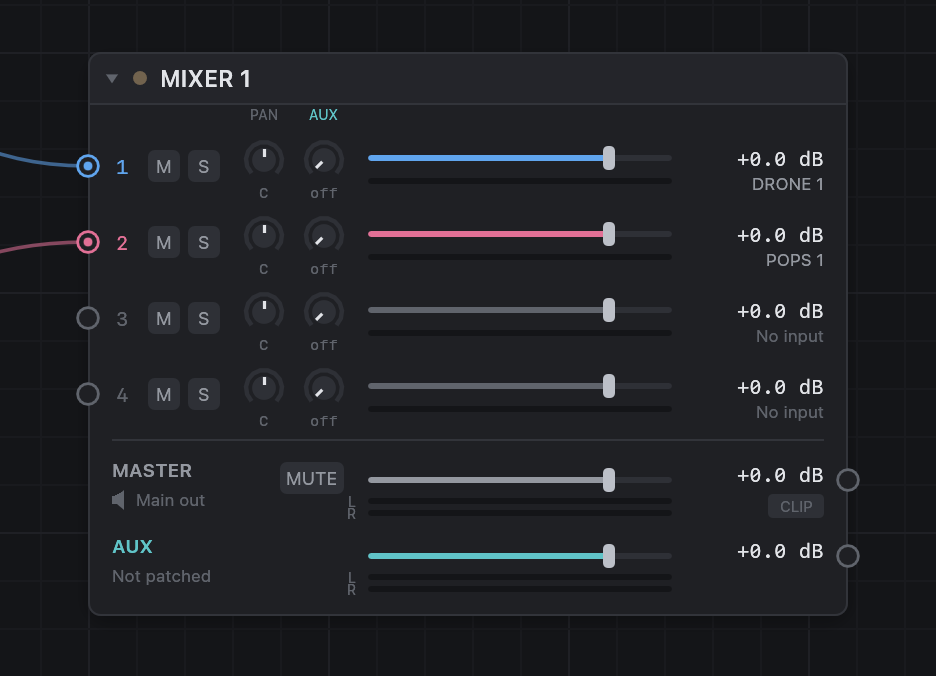 MIXER 1
PAN AUX
1 M S +0.0 dB
C off DRONE 1
2 M S +0.0 dB
C off POPS 1
3 M S +0.0 dB
C off No input
4 M S +0.0 dB
C off No input
MASTER MUTE +0.0 dB
Main out L CLIP
R
AUX +0.0 dB
Not patched L
R